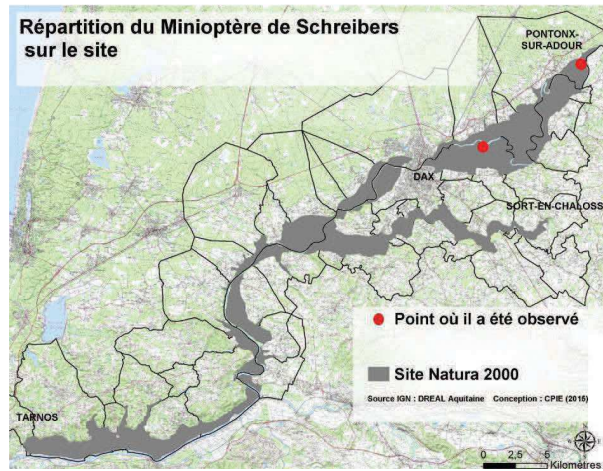 Répartition du Minioptère de Schreibers
sur le site
PONTONX-
SUR-ADOUR
DAX
SORT-EN-CHALOSS
Point où il a été observé
Site Natura 2000
Source IGN : DREAL Aquitaine Conception : CPIE (2015)
TARNOS
0 2,5 5
Kilomètres